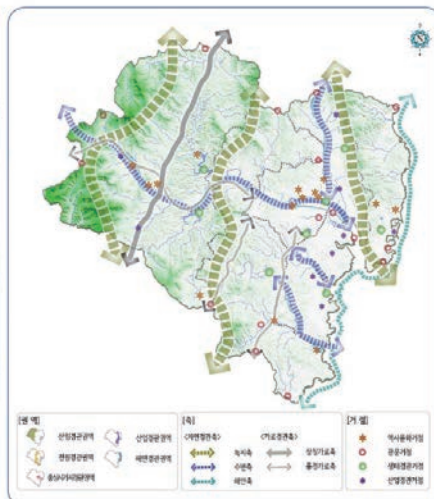 [권 역]
산림경관권역
산업경관권역
전원경관권역
해안경관권역
중심시가지경관권역
[축]
<자연경관축>
<가로경관축>
녹지축
상징가로축
수변축
통경가로축
해안축
[거 점]
역사문화거점
관문거점
생태경관거점
산업경관거점